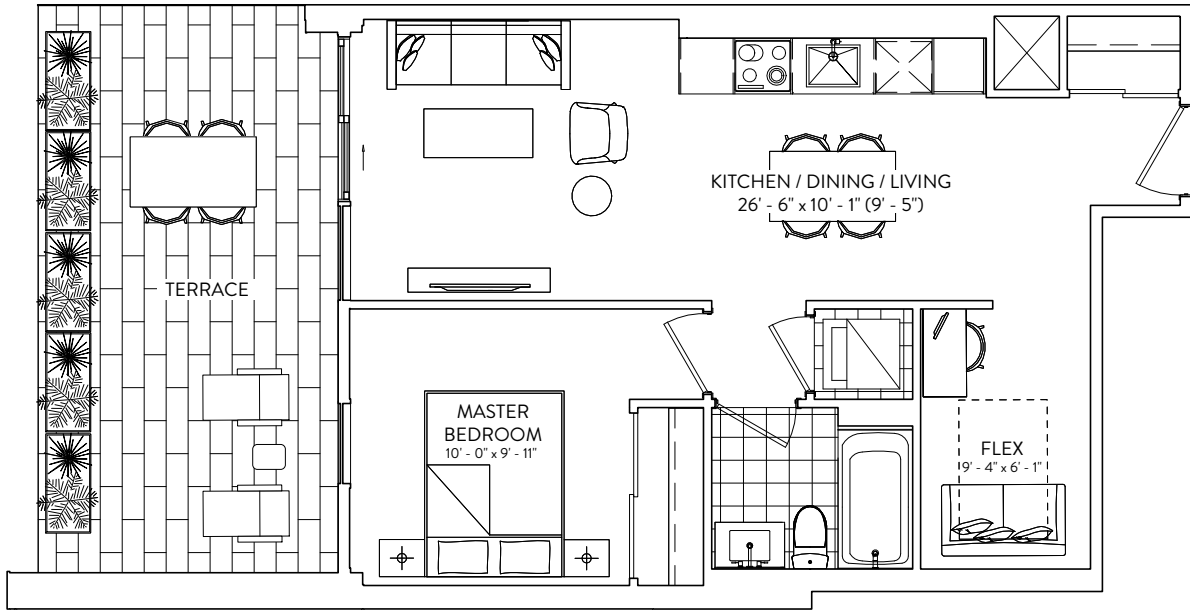 KITCHEN / DINING / LIVING
26' - 6" x 10' - 1" (9' - 5")
TERRACE
MASTER
BEDROOM
10' - 0" x 9' - 11"
FLEX
9' - 4" x 6' - 1"